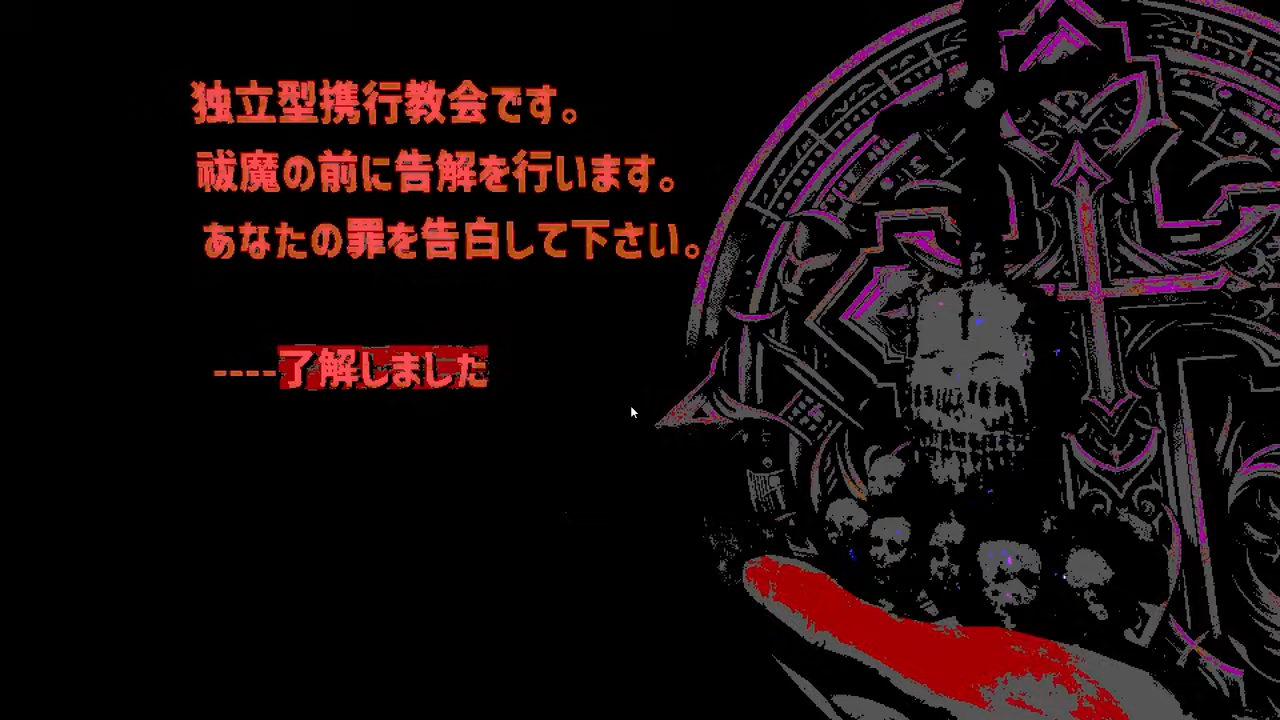 独立型携行教会です。
祓魔の前に告解を行います。
あなたの罪を告白して下さい。
----了解しました